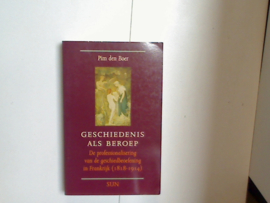 Pim den Boer
GESCHIEDENIS
ALS BEROEP
De professionalisering
van de geschiedbeoefening
in Frankrijk (1818-1914)
SUN